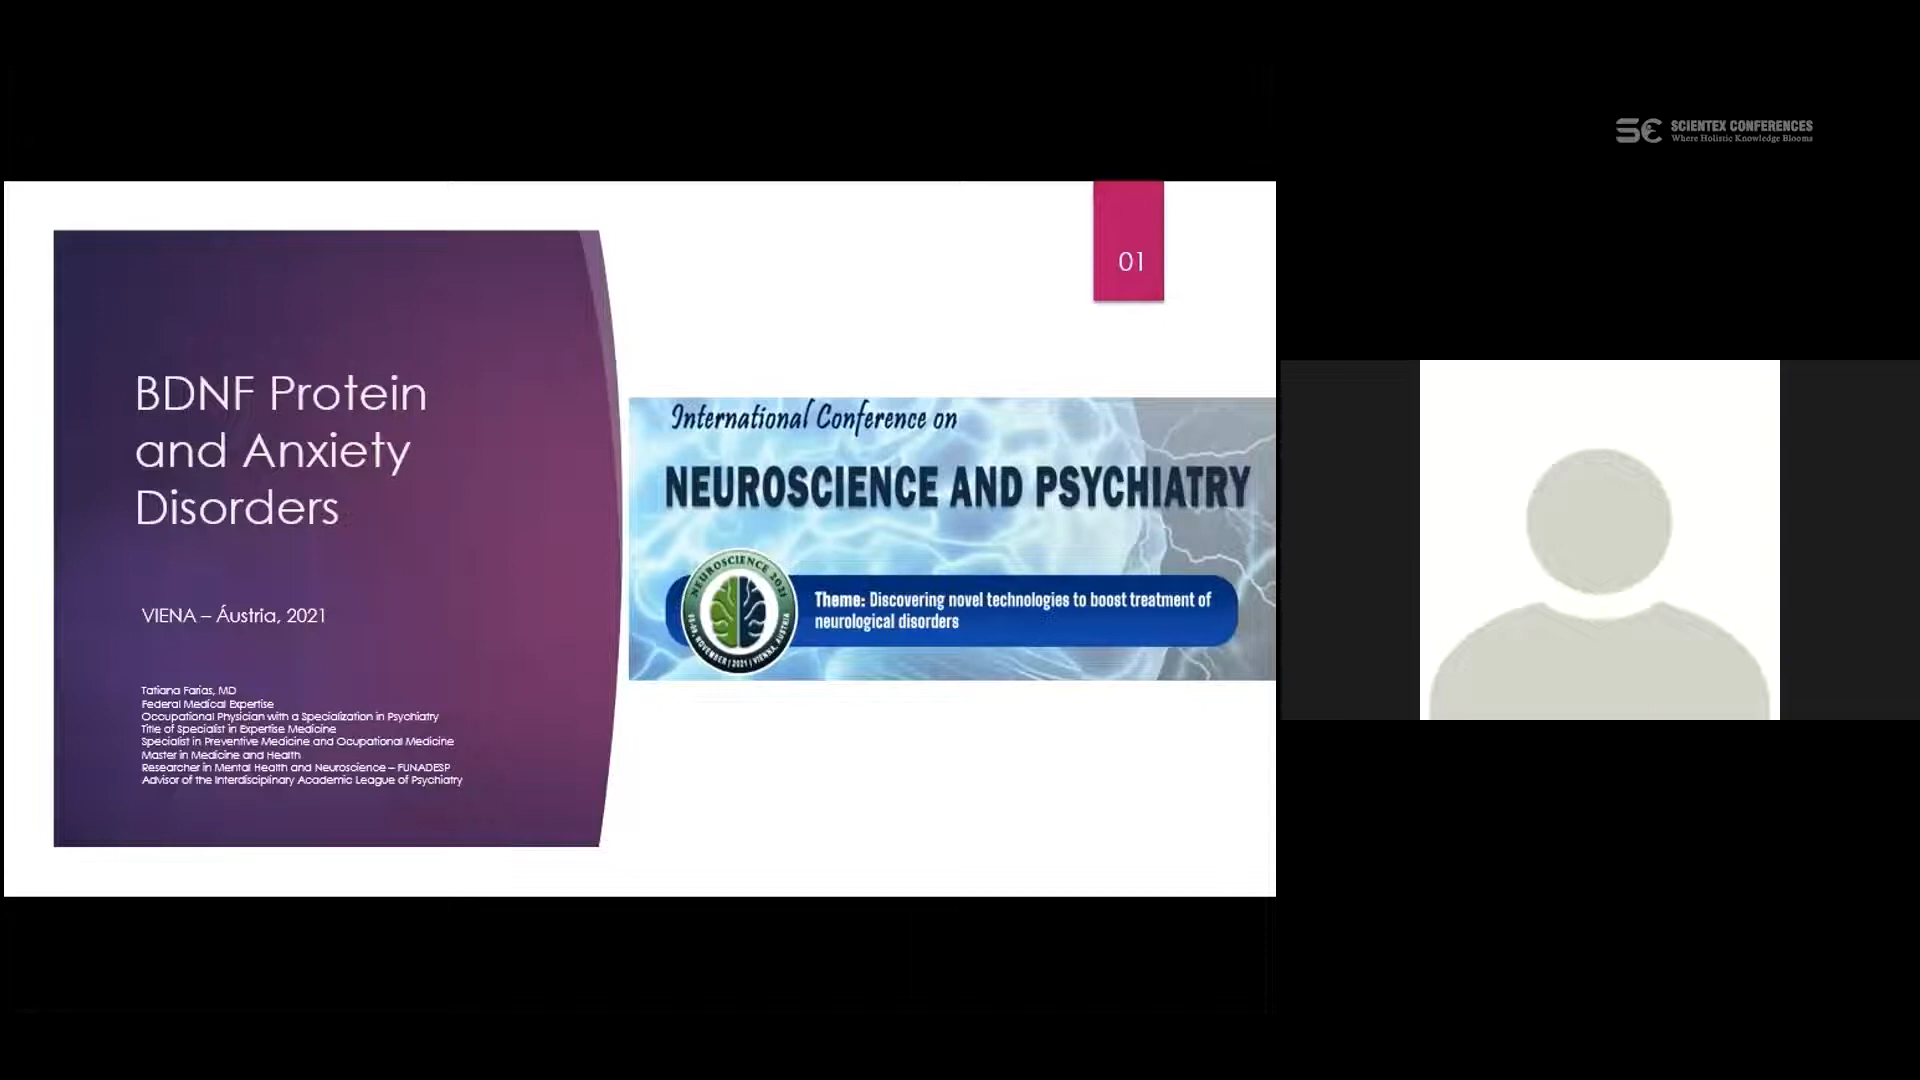 SCIENTEX CONFERENCES
Where Holistic Knowledge Blooms
01
BDNF Protein
and Anxiety
Disorders
VIENA – Áustria, 2021
Tatiana Farias, MD
Federal Medical Expertise
Occupational Physician with a Specialization in Psychiatry
Title of Specialist in Expertise Medicine
Specialist in Preventive Medicine and Ocupational Medicine
Master in Medicine and Health
Researcher in Mental Health and Neuroscience – FUNADESP
Advisor of the Interdisciplinary Academic League of Psychiatry
International Conference on
NEUROSCIENCE AND PSYCHIATRY
Theme: Discovering novel technologies to boost treatment of
neurological disorders
NEUROSCIENCE 2021
NOVEMBER | 2021 | VIENNA, AUSTRIA